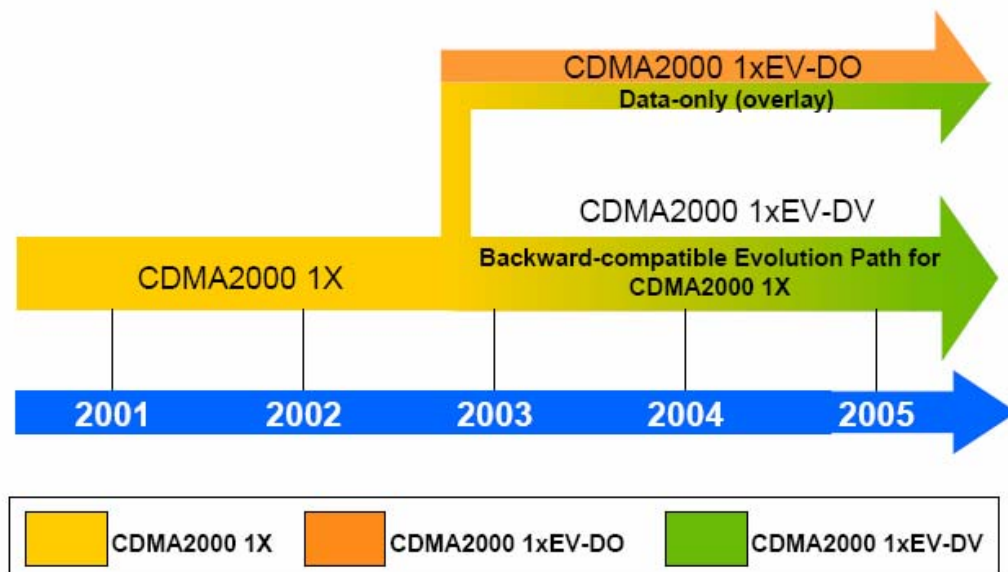 CDMA2000 1xEV-DO
Data-only (overlay)
CDMA2000 1xEV-DV
Backward-compatible Evolution Path for
CDMA2000 1X
CDMA2000 1X
2001 2002 2003 2004 2005
CDMA2000 1X CDMA2000 1xEV-DO CDMA2000 1xEV-DV